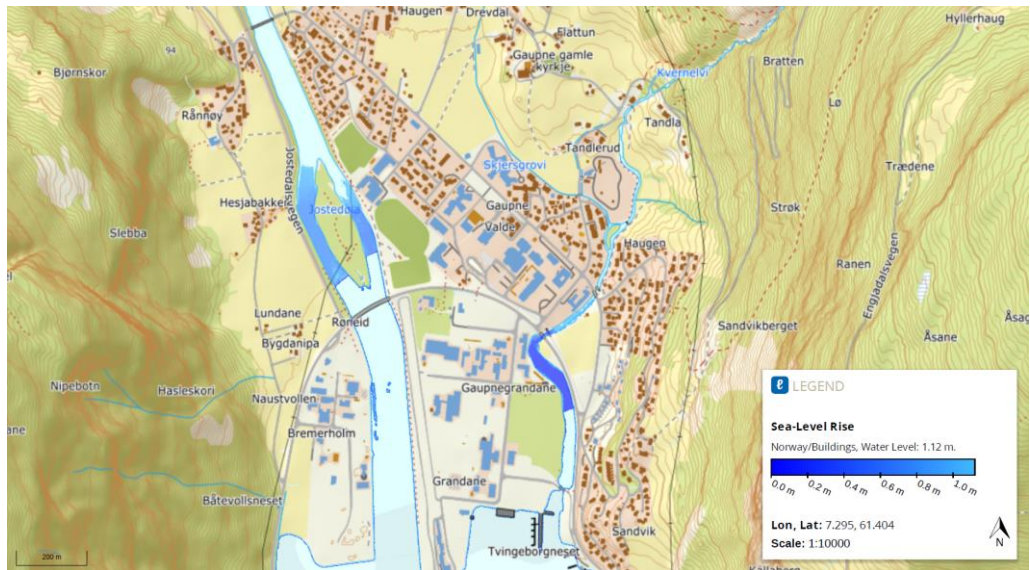 Haugen
Drevdal
Hyllerhaug
Flattun
94
Gaupne gamle
kyrkje
Bratten
Bjørnskor
Kvernelvi
Lø
Rånnøy
Tandla
Tandlerud
Skjersgrovi
Trædene
Jostedalsvegen
Hesjabakken
Jostedøla
Gaupne
Strøk
Valde
Slebba
Haugen
Ranen
Engjadalsvegen
Lundane
Røneid
Sandvikberget
Åsane
Bygdanipa
Nipebotn
Hasleskori
Naustvollen
Gaupnegrandane
Bremerholm
Grandane
Båtevollsneset
Sandvik
Tvingeborgneset
200 m
LEGEND
Sea-Level Rise
Norway/Buildings, Water Level: 1.12 m.
0.0 m 0.2 m 0.4 m 0.6 m 0.8 m 1.0 m
Lon, Lat: 7.295, 61.404
Scale: 1:10000
N